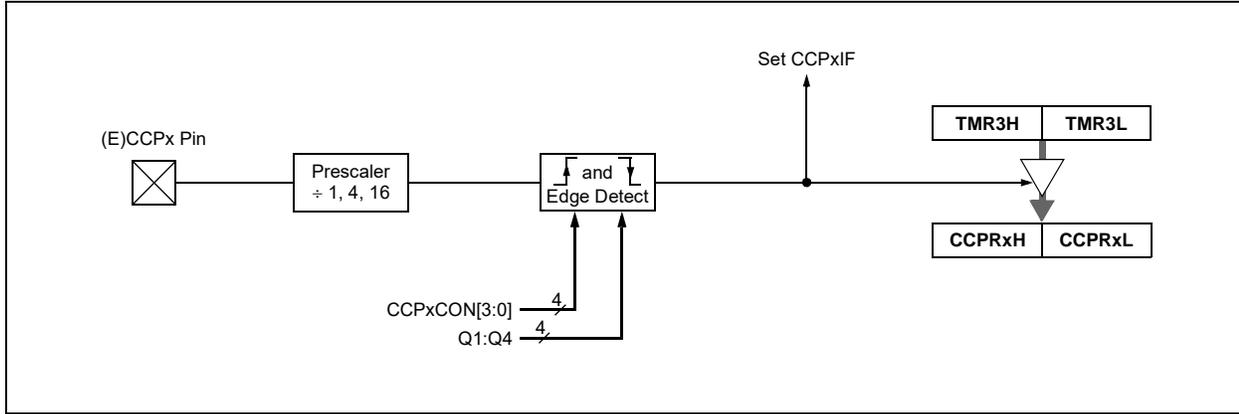 Set CCPxIF
TMR3H TMR3L
(E)CCPx Pin
Prescaler
÷ 1, 4, 16
and
Edge Detect
CCPRxH CCPRxL
CCPxCON[3:0] 4
Q1:Q4 4